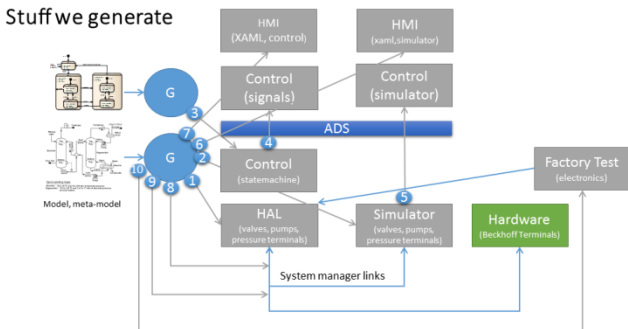 Stuff we generate
HMI
(XAML, control)
HMI
(xaml,simulator)
G
Control
(signals)
Control
(simulator)
3
7
6
ADS
G
2
4
Control
(statemachine)
Factory Test
(electronics)
10
9
8
1
5
Model, meta-model
HAL
(valves, pumps,
pressure terminals)
Simulator
(valves, pumps,
pressure terminals)
Hardware
(Beckhoff Terminals)
System manager links